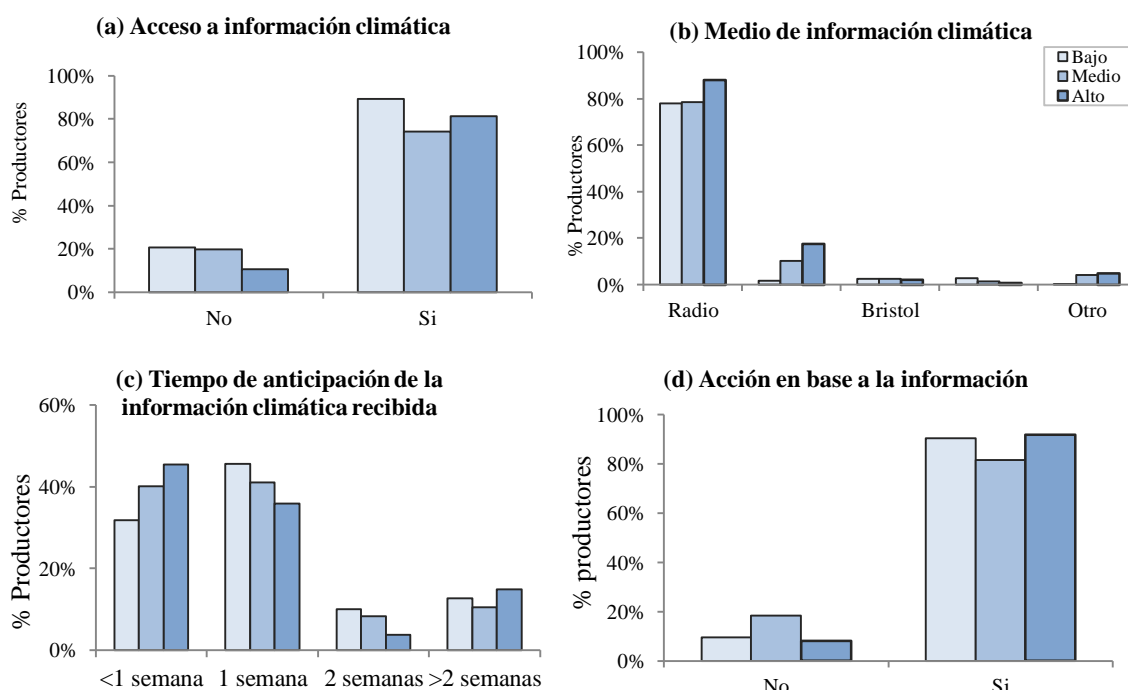 (a) Acceso a información climática
% Productores
100%
80%
60%
40%
20%
0%
No Si
(b) Medio de información climática
% Productores
100%
80%
60%
40%
20%
0%
Radio Bristol Otro
Bajo
Medio
Alto
(c) Tiempo de anticipación de la
información climática recibida
% Productores
60%
40%
20%
0%
<1 semana 1 semana 2 semanas >2 semanas
(d) Acción en base a la información
% productores
100%
80%
60%
40%
20%
0%
No Si